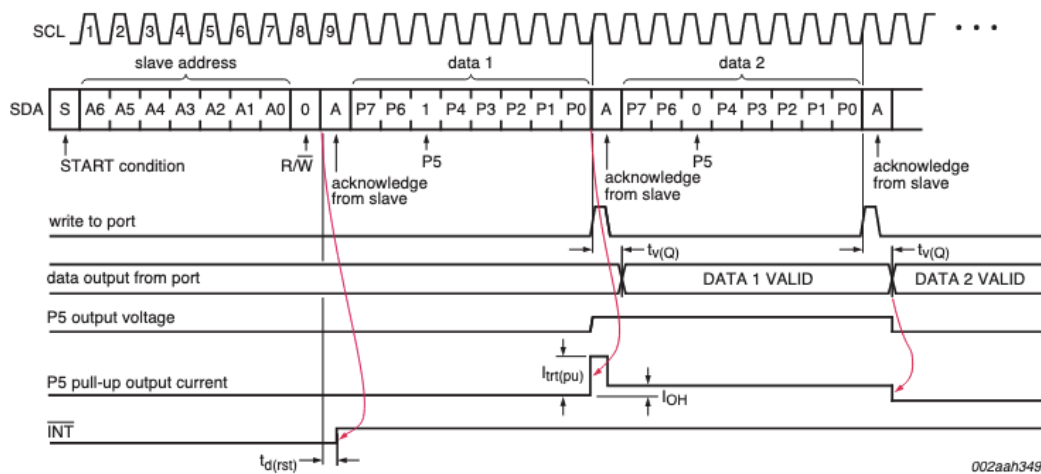 SCL 1 2 3 4 5 6 7 8 9
slave address data 1 data 2
SDA S A6 A5 A4 A3 A2 A1 A0 0 A P7 P6 1 P4 P3 P2 P1 P0 A P7 P6 0 P4 P3 P2 P1 P0 A
START condition R/W̅ P5 P5
acknowledge
from slave
acknowledge
from slave
acknowledge
from slave
write to port
tv(Q) tv(Q)
data output from port DATA 1 VALID DATA 2 VALID
P5 output voltage
P5 pull-up output current Itrt(pu) IOH
I̅N̅T̅
td(rst)
002aah349